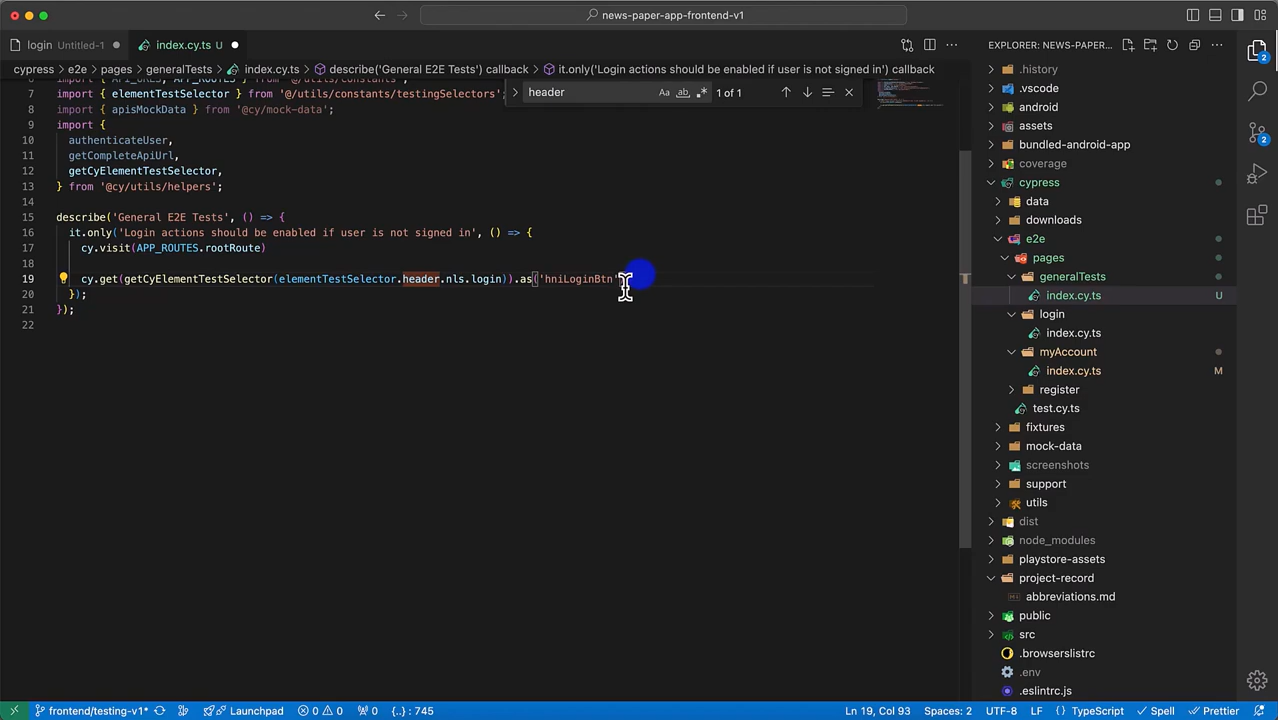 news-paper-app-frontend-v1
login Untitled-1
index.cy.ts
EXPLORER: NEWS-PAPER...
cypress > e2e > pages > generalTests > index.cy.ts > describe('General E2E Tests') callback > it.only('Login actions should be enabled if user is not signed in') callback
header
Aa
ab
1 of 1
7 import { elementTestSelector } from '@/utils/constants/testingSelectors';
8 import { apisMockData } from '@cy/mock-data';
9 import {
10 authenticateUser,
11 getCompleteApiUrl,
12 getCyElementTestSelector,
13 } from '@cy/utils/helpers';
14
15 describe('General E2E Tests', () => {
16 it.only('Login actions should be enabled if user is not signed in', () => {
17 cy.visit(APP_ROUTES.rootRoute)
18
19 cy.get(getCyElementTestSelector(elementTestSelector.header.nls.login)).as('hniLoginBtn'
20 });
21 });
22
.history
.vscode
android
assets
bundled-android-app
coverage
cypress
data
downloads
e2e
pages
generalTests
index.cy.ts U
login
index.cy.ts
myAccount
index.cy.ts M
register
test.cy.ts
fixtures
mock-data
screenshots
support
utils
dist
node_modules
playstore-assets
project-record
abbreviations.md
public
src
.browserslistrc
.env
.eslintrc.js
2
2
frontend/testing-v1*
Launchpad
0
0
0
{..} : 745
Ln 19, Col 93
Spaces: 2
UTF-8
LF
{ } TypeScript
Spell
Prettier